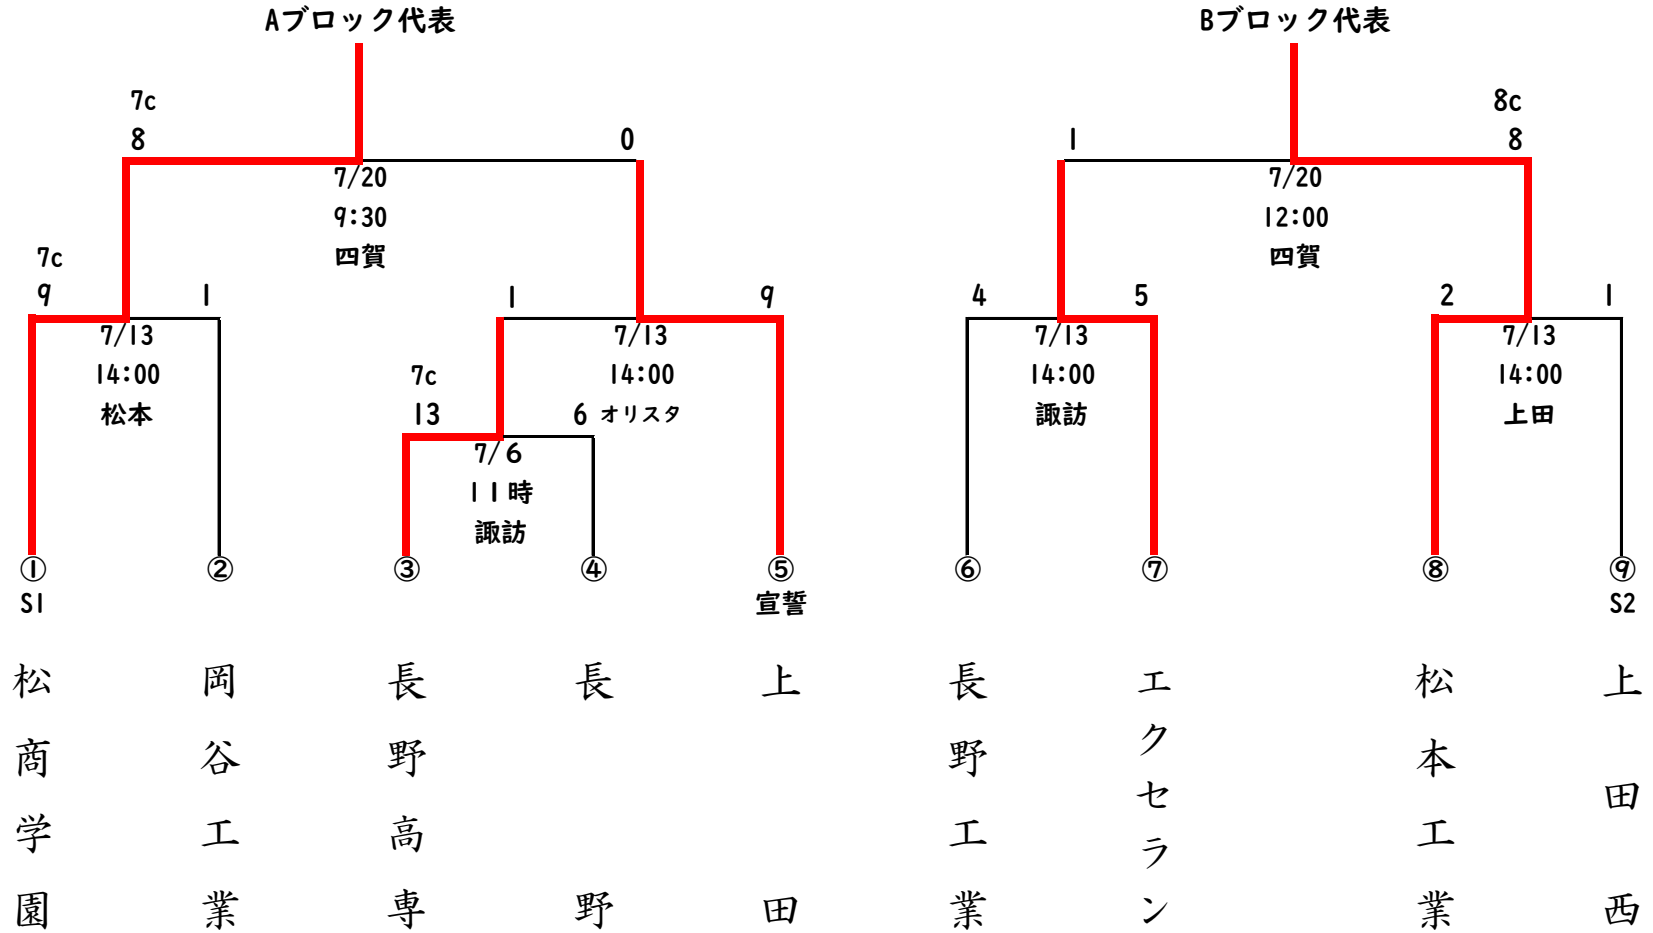 Aブロック代表
Bブロック代表
7c
8c
8
0
1
8
7/20
9:30
四賀
7/20
12:00
四賀
7c
9
1
1
9
4
5
2
1
7/13
14:00
松本
7/13
14:00
オリスタ
7/13
14:00
諏訪
7/13
14:00
上田
7c
13
6
7/6
11時
諏訪
①
②
③
④
⑤
⑥
⑦
⑧
⑨
S1
宣誓
S2
松商学園
岡谷工業
長野高専
長野
上田
長野工業
エクセラン
松本工業
上田西